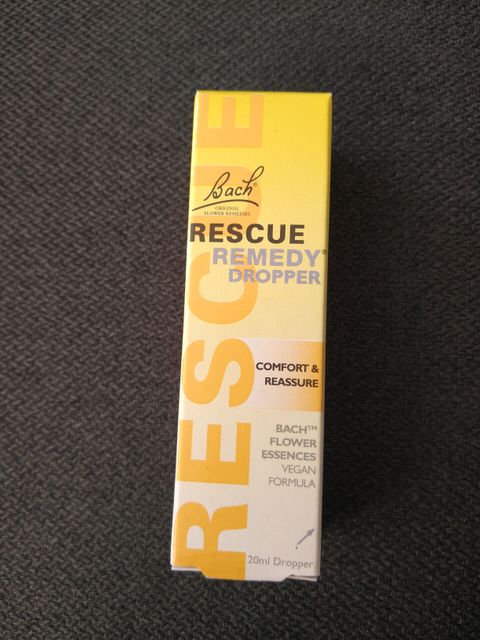 RESCUE
Bach®
ORIGINAL
FLOWER REMEDIES
RESCUE
REMEDY®
DROPPER
COMFORT &
REASSURE
BACH™
FLOWER
ESSENCES
VEGAN
FORMULA
20ml Dropper